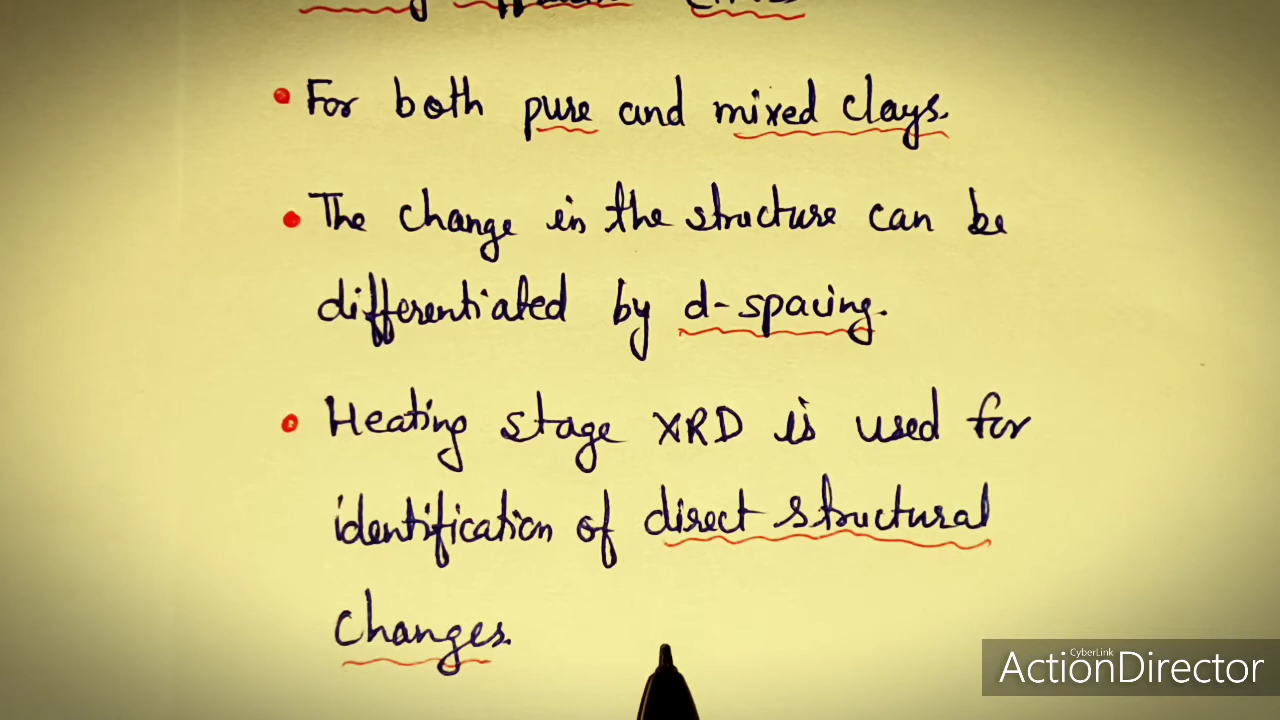 • For both pure and mixed clays.
• The change in the structure can be
differentiated by d-spacing.
• Heating stage XRD is used for
identification of direct structural
changes.
CyberLink
ActionDirector